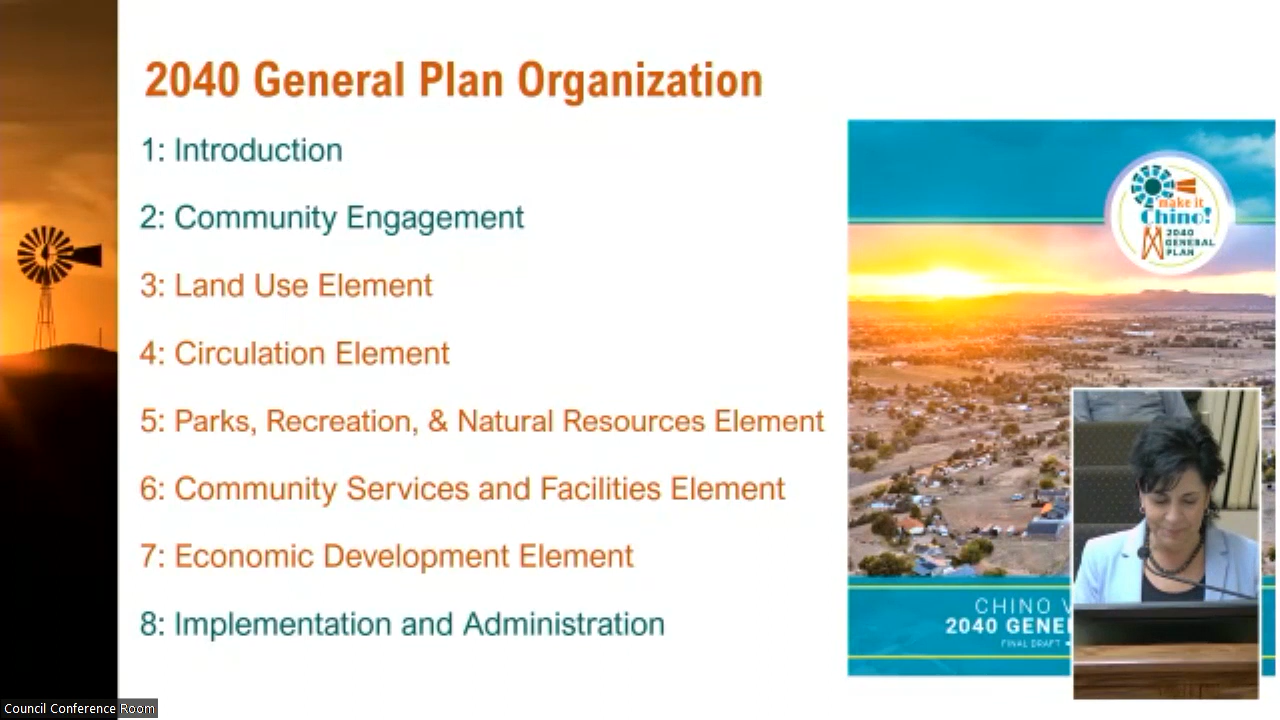 2040 General Plan Organization
1: Introduction
2: Community Engagement
3: Land Use Element
4: Circulation Element
5: Parks, Recreation, & Natural Resources Element
6: Community Services and Facilities Element
7: Economic Development Element
8: Implementation and Administration
make it
Chino!
2040
GENERAL
PLAN
CHINO V
2040 GENE
FINAL DRAFT
Council Conference Room